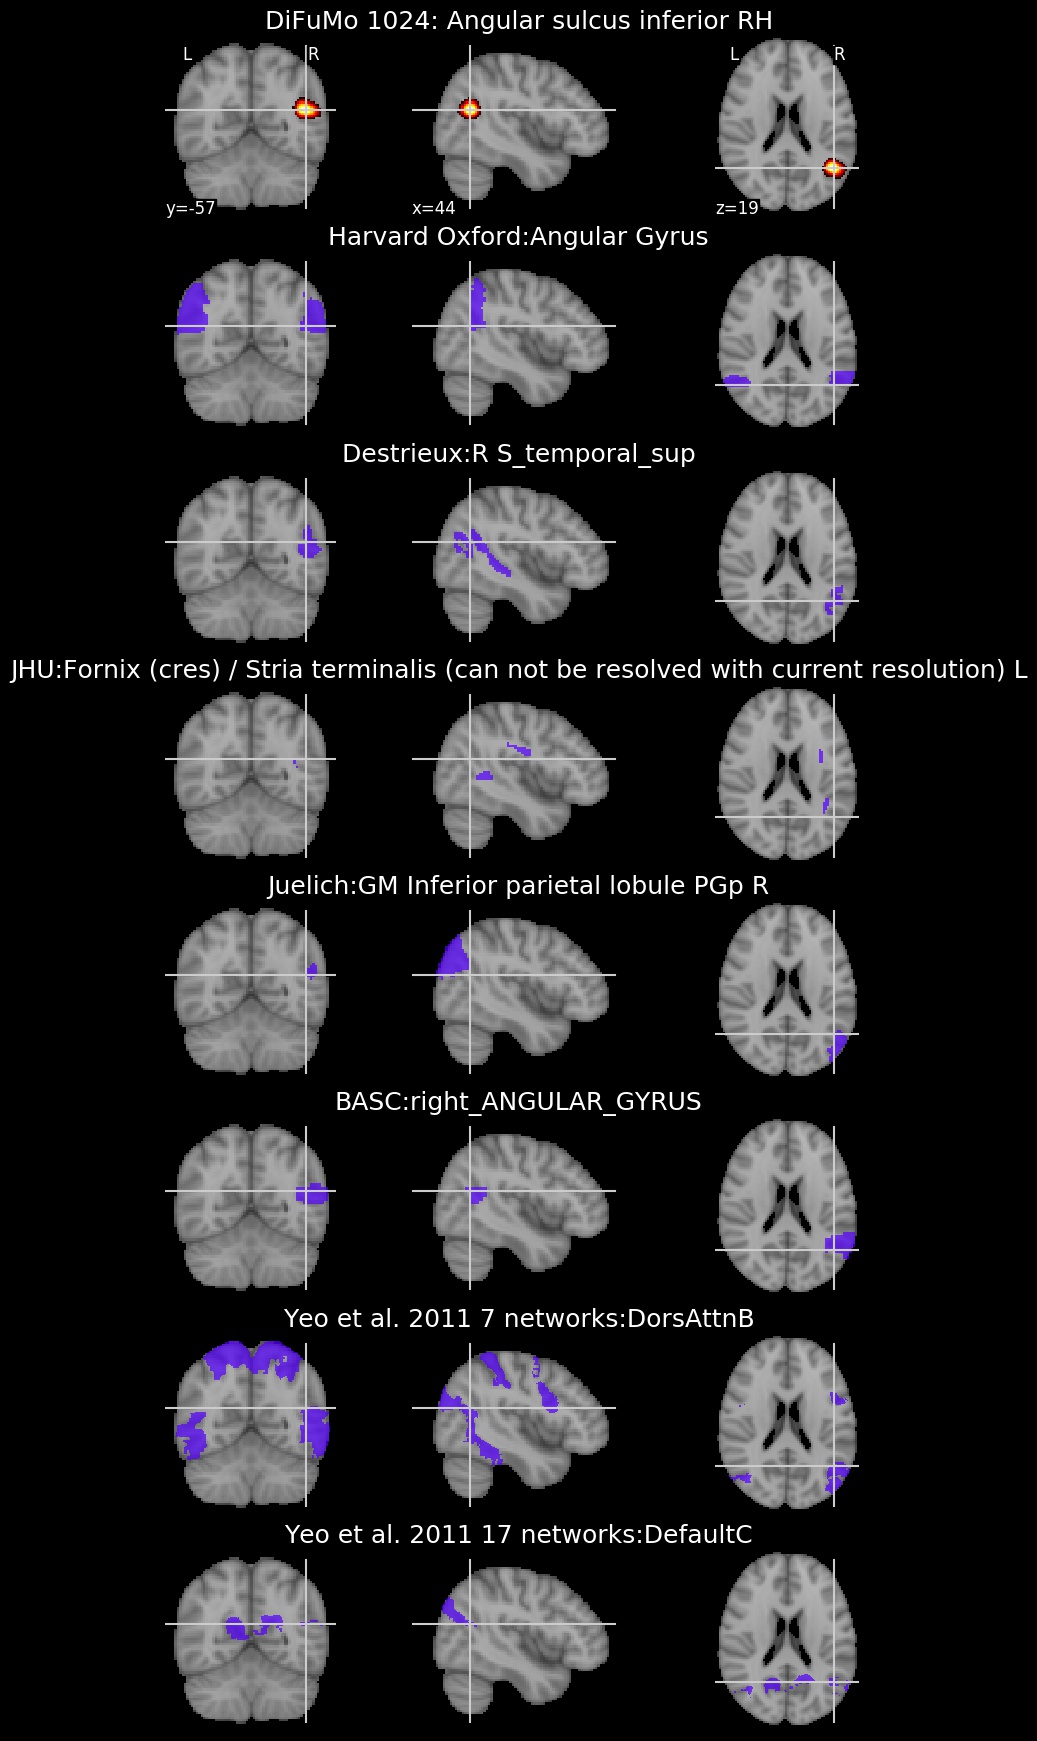 DiFuMo 1024: Angular sulcus inferior RH
L R L R
y=-57 x=44 z=19
Harvard Oxford:Angular Gyrus
Destrieux:R S_temporal_sup
JHU:Fornix (cres) / Stria terminalis (can not be resolved with current resolution) L
Juelich:GM Inferior parietal lobule PGp R
BASC:right_ANGULAR_GYRUS
Yeo et al. 2011 7 networks:DorsAttnB
Yeo et al. 2011 17 networks:DefaultC